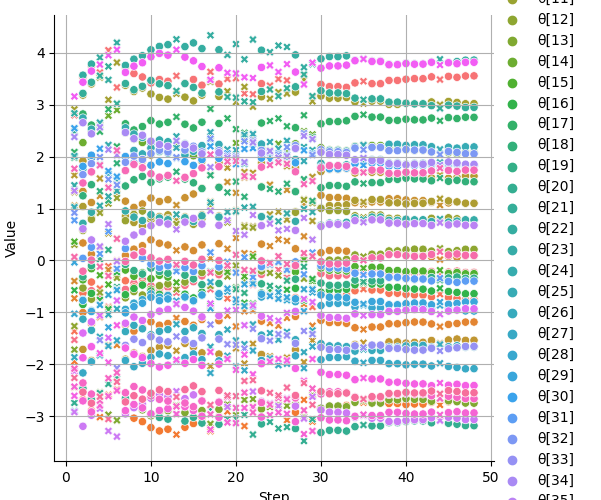 θ[11]
θ[12]
θ[13]
θ[14]
θ[15]
θ[16]
θ[17]
θ[18]
θ[19]
θ[20]
θ[21]
θ[22]
θ[23]
θ[24]
θ[25]
θ[26]
θ[27]
θ[28]
θ[29]
θ[30]
θ[31]
θ[32]
θ[33]
θ[34]
θ[35]
4
3
2
1
0
−1
−2
−3
Value
0
10
20
30
40
50
Step